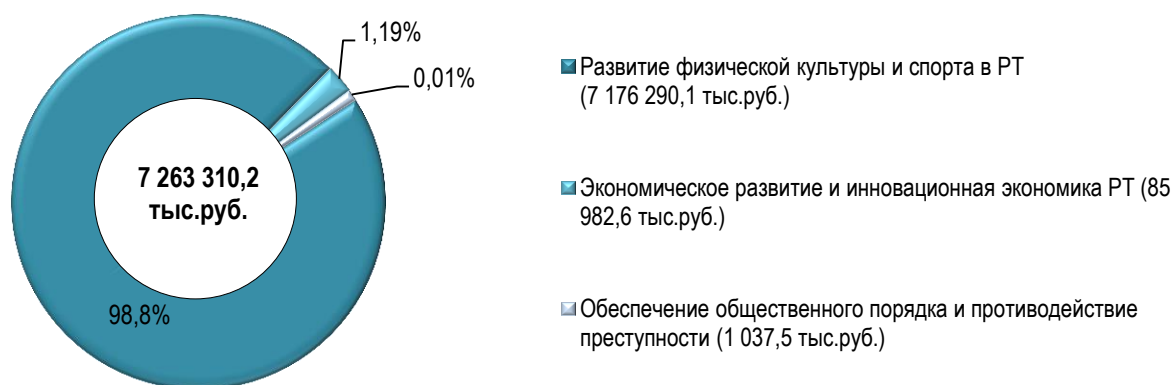 1,19%
0,01%
7 263 310,2
тыс.руб.
98,8%
Развитие физической культуры и спорта в РТ
(7 176 290,1 тыс.руб.)
Экономическое развитие и инновационная экономика РТ (85
982,6 тыс.руб.)
Обеспечение общественного порядка и противодействие
преступности (1 037,5 тыс.руб.)